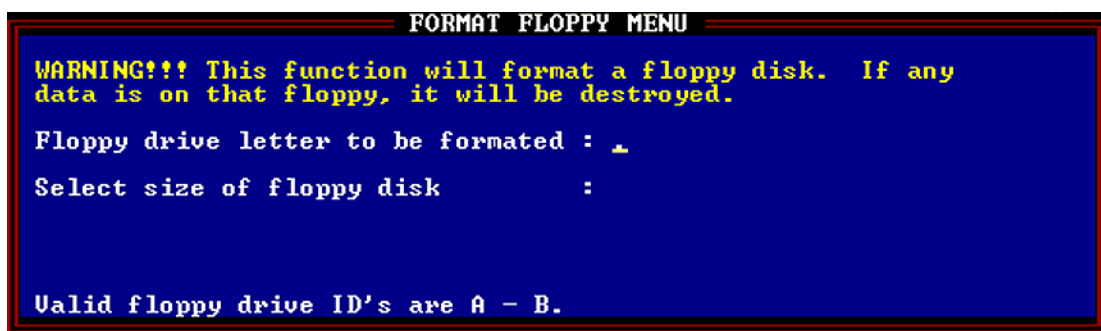 FORMAT FLOPPY MENU
WARNING!!! This function will format a floppy disk.  If any
data is on that floppy, it will be destroyed.
Floppy drive letter to be formated : .
Select size of floppy disk :
Valid floppy drive ID's are A - B.